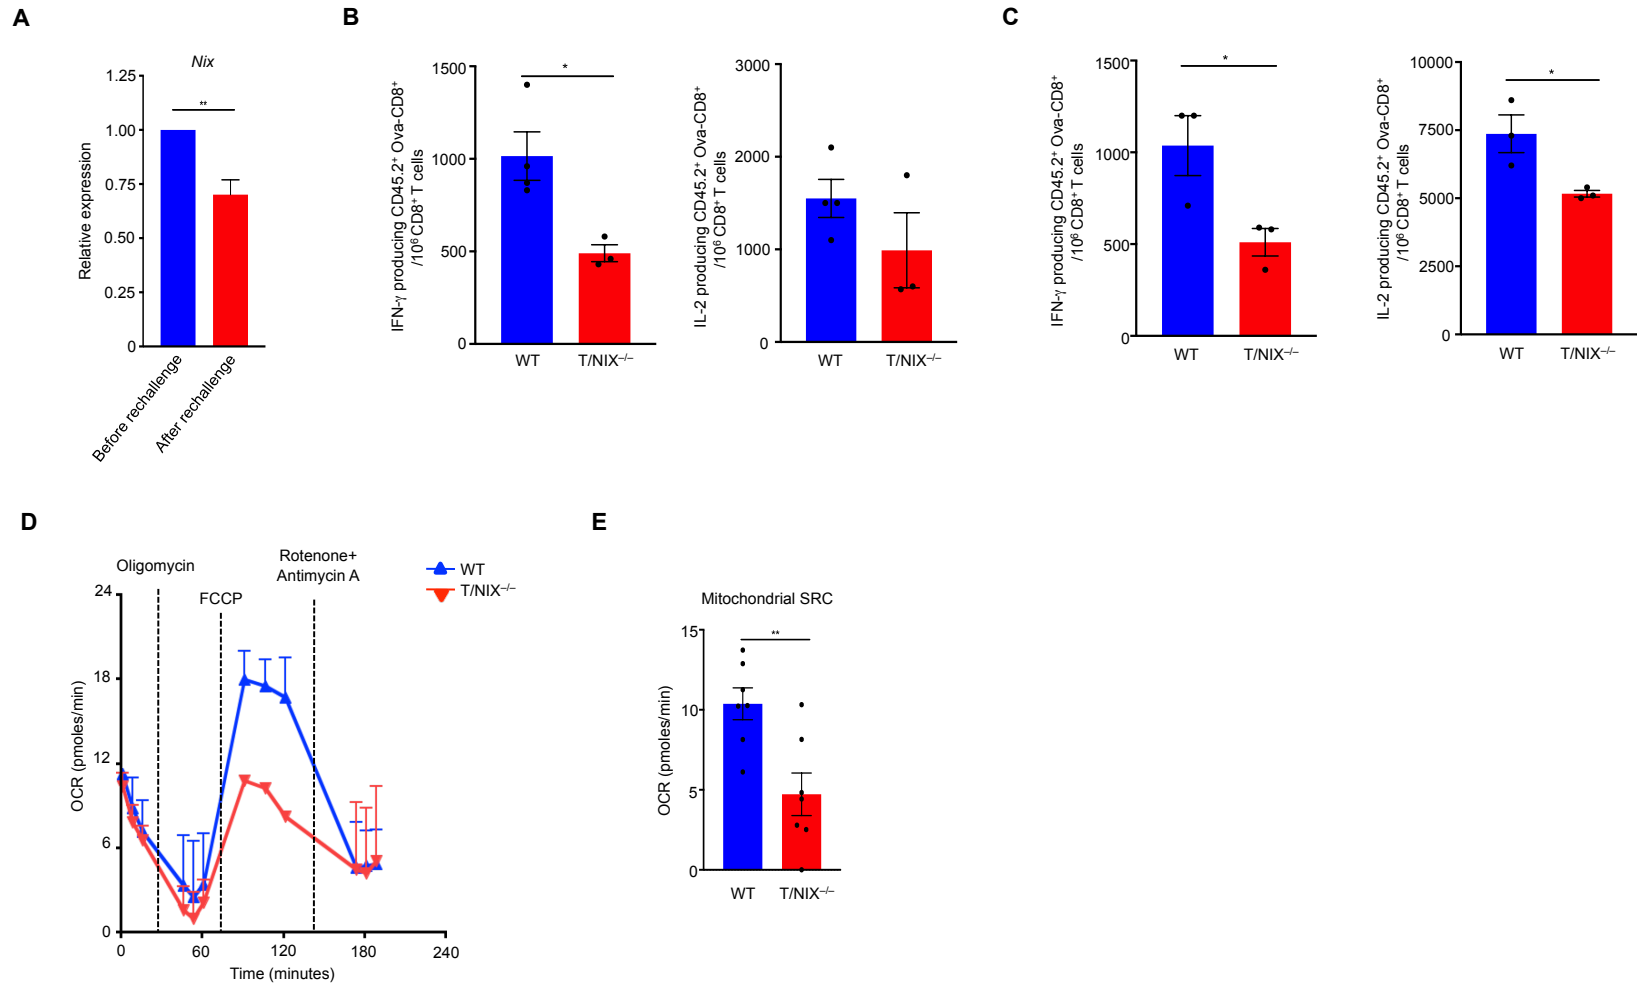 A
Nix
1.25
1.00
0.75
0.50
0.25
0
Relative expression
**
Before rechallenge
After rechallenge
B
1500
1000
500
0
IFN-γ producing CD45.2⁺ Ova-CD8⁺
/10⁶ CD8⁺ T cells
*
WT
T/NIX⁻/⁻
3000
2000
1000
0
IL-2 producing CD45.2⁺ Ova-CD8⁺
/10⁶ CD8⁺ T cells
WT
T/NIX⁻/⁻
C
1500
1000
500
0
IFN-γ producing CD45.2⁺ Ova-CD8⁺
/10⁶ CD8⁺ T cells
*
WT
T/NIX⁻/⁻
10000
7500
5000
2500
0
IL-2 producing CD45.2⁺ Ova-CD8⁺
/10⁶ CD8⁺ T cells
*
WT
T/NIX⁻/⁻
D
Oligomycin
FCCP
Rotenone+
Antimycin A
WT
T/NIX⁻/⁻
24
18
12
6
0
OCR (pmoles/min)
0
60
120
180
240
Time (minutes)
E
Mitochondrial SRC
**
15
10
5
0
OCR (pmoles/min)
WT
T/NIX⁻/⁻